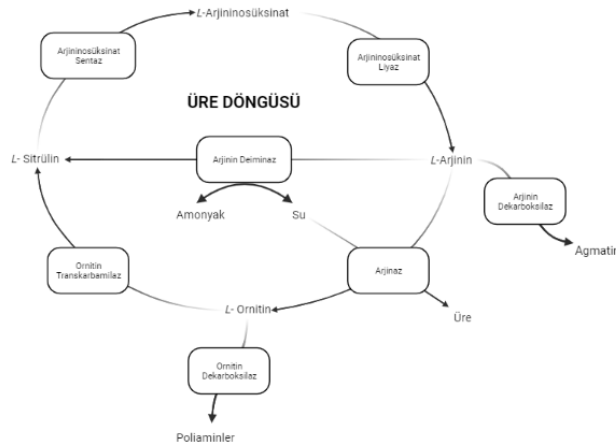 L-Arjininosüksinat
Arjininosüksinat
Sentaz
Arjininosüksinat
Liyaz
ÜRE DÖNGÜSÜ
L- Sitrülin
Arjinin Deiminaz
L-Arjinin
Amonyak
Su
Arjinin
Dekarboksilaz
Agmatin
Ornitin
Transkarbamilaz
Arjinaz
L- Ornitin
Üre
Ornitin
Dekarboksilaz
Poliaminler